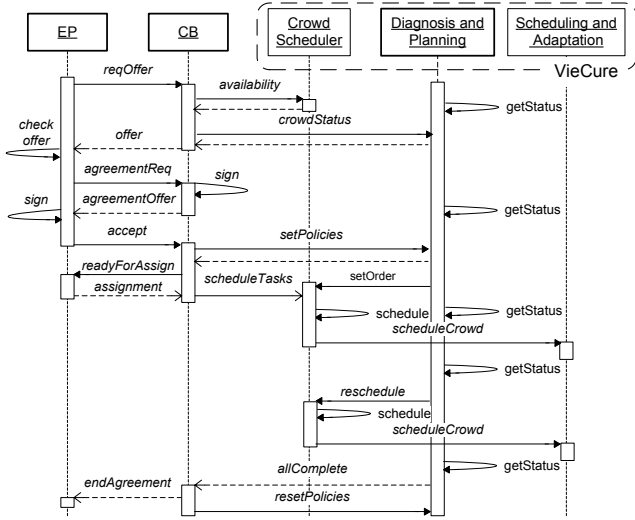 EP
CB
Crowd
Scheduler
Diagnosis and
Planning
Scheduling and
Adaptation
VieCure
reqOffer
availability
getStatus
crowdStatus
check
offer
offer
agreementReq
sign
sign
agreementOffer
getStatus
accept
setPolicies
readyForAssign
setOrder
assignment
scheduleTasks
schedule
getStatus
scheduleCrowd
getStatus
reschedule
schedule
scheduleCrowd
allComplete
getStatus
endAgreement
resetPolicies